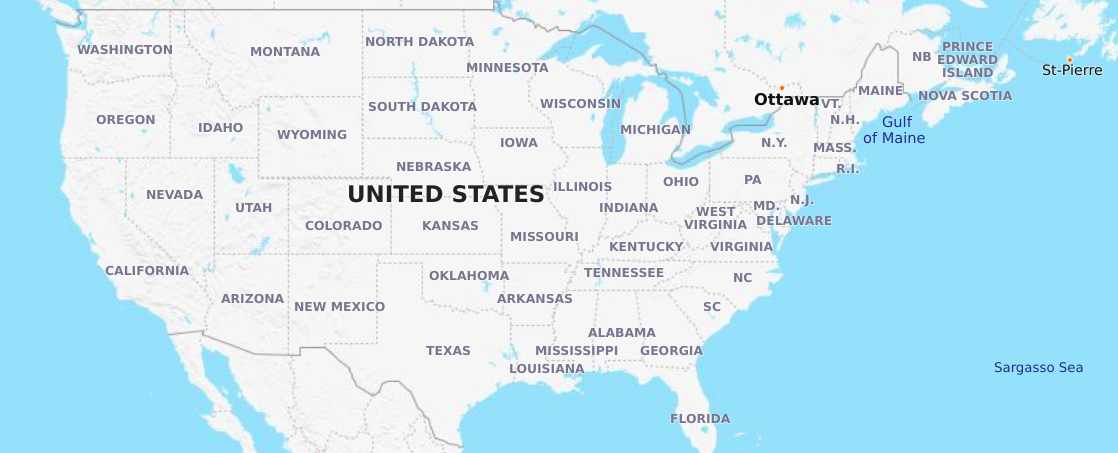 WASHINGTON
MONTANA
NORTH DAKOTA
MINNESOTA
NB
PRINCE
EDWARD
ISLAND
St-Pierre
OREGON
IDAHO
WYOMING
SOUTH DAKOTA
WISCONSIN
MICHIGAN
Ottawa
VT.
N.H.
MAINE
NOVA SCOTIA
Gulf
of Maine
IOWA
N.Y.
MASS.
R.I.
NEBRASKA
NEVADA
UTAH
UNITED STATES
ILLINOIS
OHIO
PA
N.J.
COLORADO
KANSAS
MISSOURI
INDIANA
WEST
VIRGINIA
MD.
DELAWARE
KENTUCKY
VIRGINIA
CALIFORNIA
ARIZONA
NEW MEXICO
OKLAHOMA
ARKANSAS
TENNESSEE
NC
SC
TEXAS
ALABAMA
MISSISSIPPI
GEORGIA
LOUISIANA
Sargasso Sea
FLORIDA